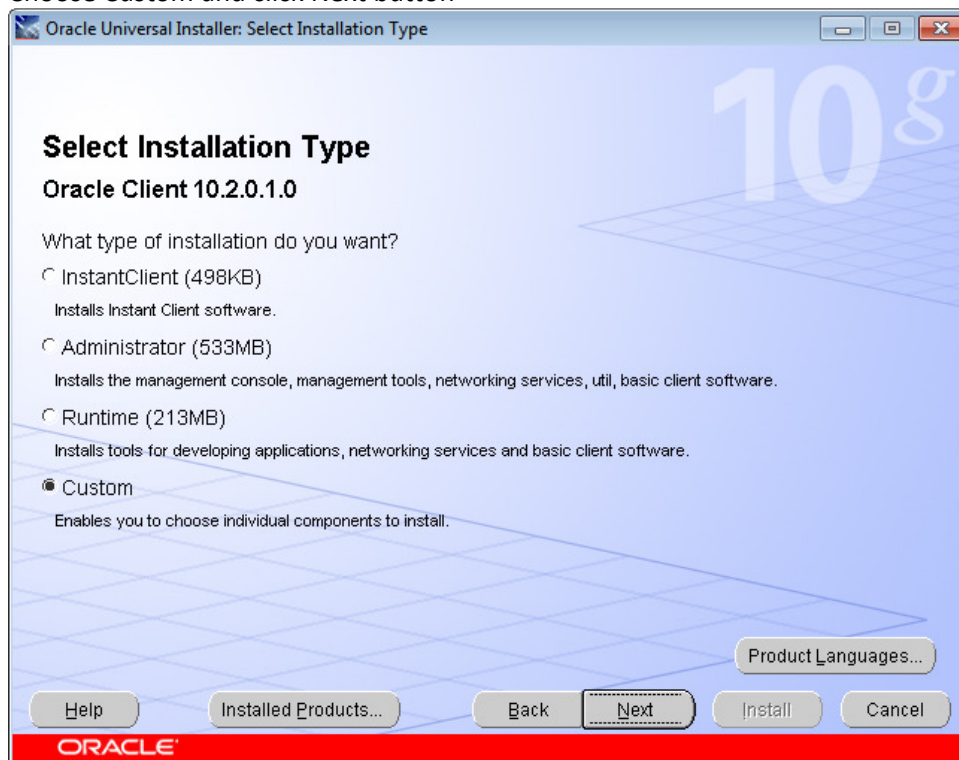 Choose Custom and click Next button
Oracle Universal Installer: Select Installation Type
10g
Select Installation Type
Oracle Client 10.2.0.1.0
What type of installation do you want?
InstantClient (498KB)
Installs Instant Client software.
Administrator (533MB)
Installs the management console, management tools, networking services, util, basic client software.
Runtime (213MB)
Installs tools for developing applications, networking services and basic client software.
Custom
Enables you to choose individual components to install.
Product Languages...
Help Installed Products... Back Next Install Cancel
ORACLE